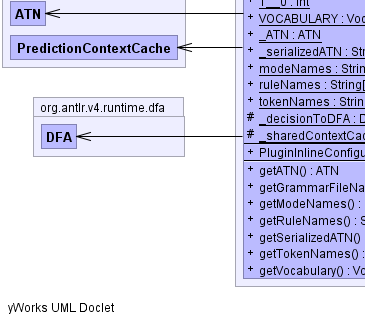 ATN
PredictionContextCache
org.antlr.v4.runtime.dfa
DFA
+ T__0 : int
+ VOCABULARY : Voc
+ _ATN : ATN
+ _serializedATN : Stri
+ modeNames : Strin
+ ruleNames : String[
+ tokenNames : String
# _decisionToDFA : D
# _sharedContextCac
+ PluginInlineConfigu
+ getATN() : ATN
+ getGrammarFileNa
+ getModeNames() :
+ getRuleNames() : S
+ getSerializedATN()
+ getTokenNames() :
+ getVocabulary() : Vo
yWorks UML Doclet